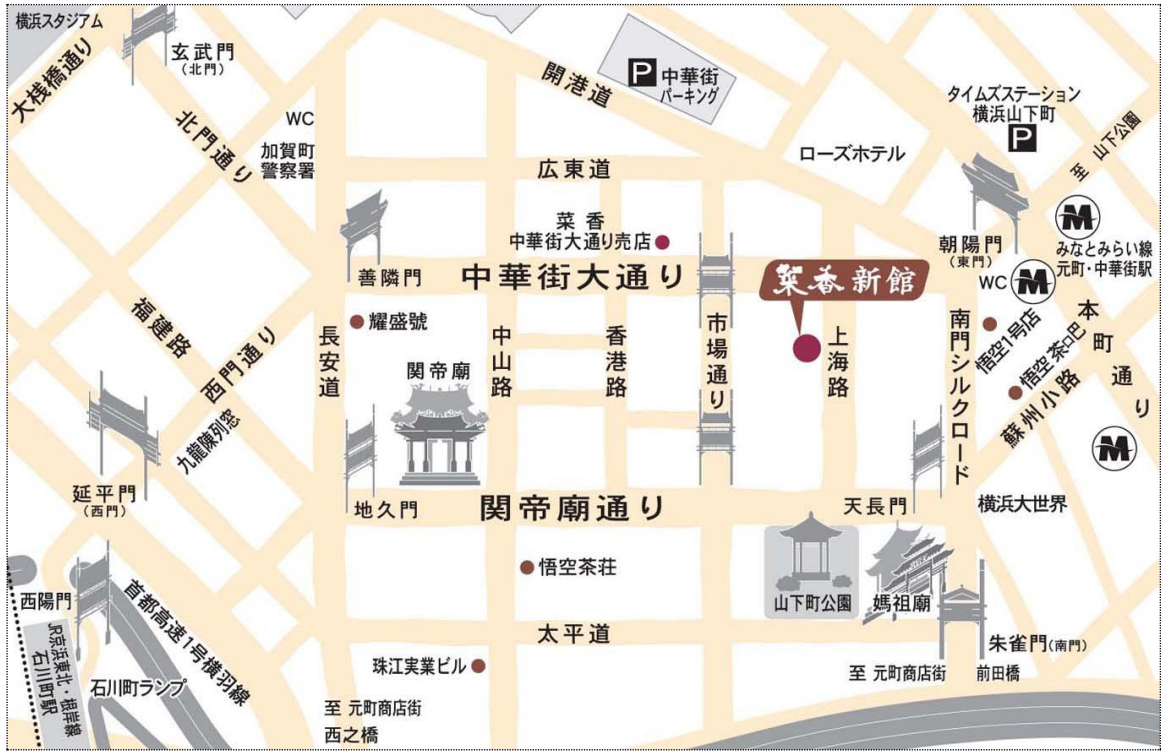 横浜スタジアム
大桟橋通り
玄武門
(北門)
北門通り
WC
加賀町
警察署
開港道
P 中華街
パーキング
タイムズステーション
横浜山下町
P
至 山下公園
ローズホテル
広東道
菜香
中華街大通り売店
善隣門
中華街大通り
菜香新館
朝陽門
(東門)
M
みなとみらい線
元町・中華街駅
WC
M
福建路
西門通り
長安道
耀盛號
関帝廟
中山路
香港路
市場通り
上海路
南門シルクロード
悟空1号店
悟空茶口巴
蘇州小路
本町通り
M
九龍陳列窓
延平門
(西門)
地久門
関帝廟通り
天長門
横浜大世界
悟空茶荘
山下町公園
媽祖廟
西陽門
首都高速1号横羽線
太平道
朱雀門(南門)
JR京浜東北・根岸線
石川町駅
石川町ランプ
珠江実業ビル
至 元町商店街
西之橋
至 元町商店街
前田橋